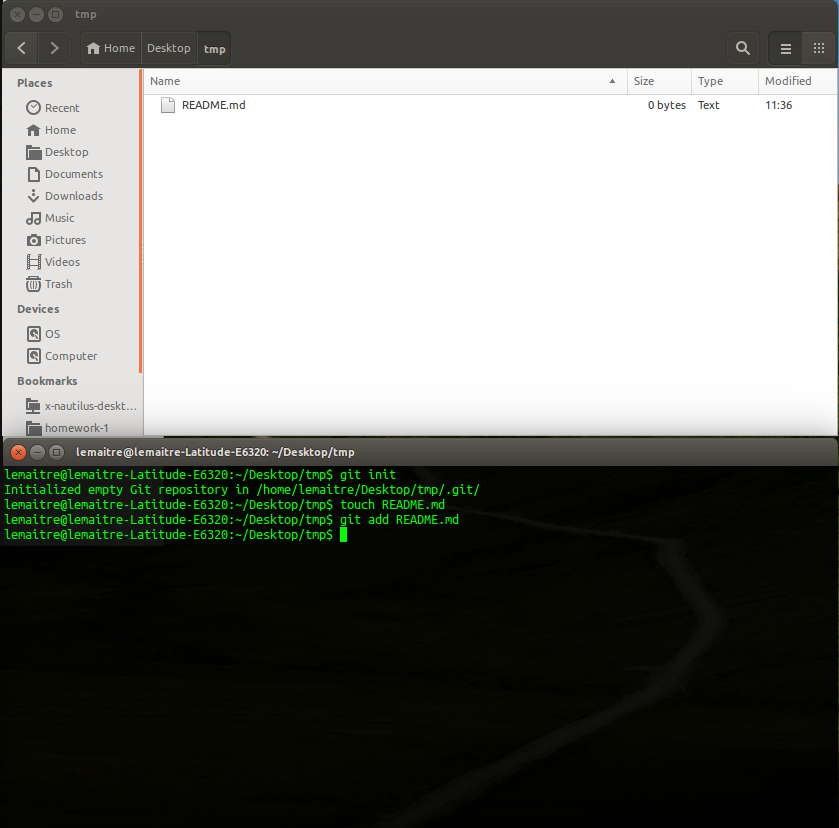 tmp
Home Desktop tmp
Places
Recent
Home
Desktop
Documents
Downloads
Music
Pictures
Videos
Trash
Devices
OS
Computer
Bookmarks
x-nautilus-deskt...
homework-1
Name Size Type Modified
README.md 0 bytes Text 11:36
lemaitre@lemaitre-Latitude-E6320: ~/Desktop/tmp
lemaitre@lemaitre-Latitude-E6320:~/Desktop/tmp$ git init
Initialized empty Git repository in /home/lemaitre/Desktop/tmp/.git/
lemaitre@lemaitre-Latitude-E6320:~/Desktop/tmp$ touch README.md
lemaitre@lemaitre-Latitude-E6320:~/Desktop/tmp$ git add README.md
lemaitre@lemaitre-Latitude-E6320:~/Desktop/tmp$